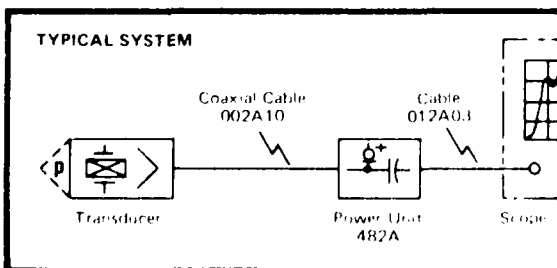 TYPICAL SYSTEM
Coaxial Cable
002A10
Cable
012A03
p
+
Transducer
Power Unit
482A
Scope